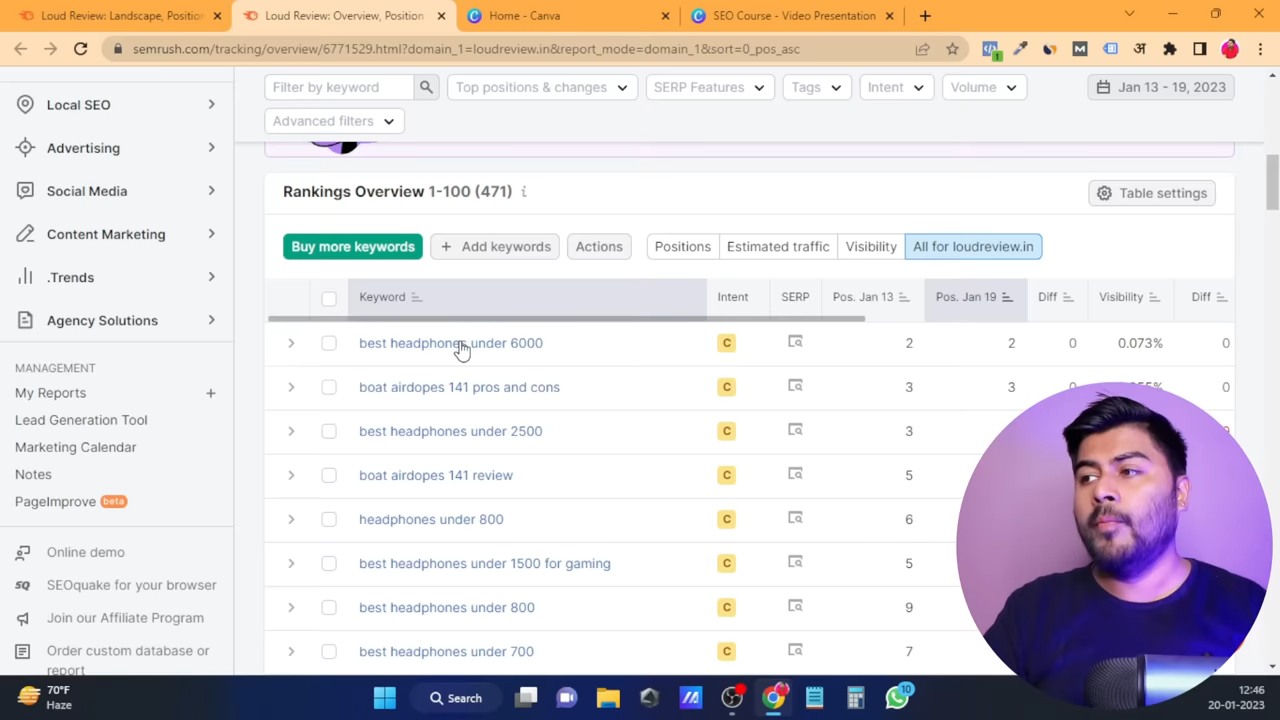 Loud Review: Landscape, Position
Loud Review: Overview, Position
Home - Canva
SEO Course - Video Presentation
semrush.com/tracking/overview/6771529.html?domain_1=loudreview.in&report_mode=domain_1&sort=0_pos_asc
1
M
अ
Filter by keyword
Top positions & changes
SERP Features
Tags
Intent
Volume
Jan 13 - 19, 2023
Advanced filters
Local SEO
Advertising
Social Media
Content Marketing
.Trends
Agency Solutions
MANAGEMENT
My Reports
Lead Generation Tool
Marketing Calendar
Notes
PageImprove beta
Online demo
SEOquake for your browser
Join our Affiliate Program
Order custom database or
report
Rankings Overview 1-100 (471) i
Table settings
Buy more keywords
+ Add keywords
Actions
Positions
Estimated traffic
Visibility
All for loudreview.in
Keyword Intent SERP Pos. Jan 13 Pos. Jan 19 Diff Visibility Diff
best headphones under 6000 C 2 2 0 0.073% 0
boat airdopes 141 pros and cons C 3 3 0
best headphones under 2500 C 3
boat airdopes 141 review C 5
headphones under 800 C 6
best headphones under 1500 for gaming C 5
best headphones under 800 C 9
best headphones under 700 C 7
70°F
Haze
Search
10
12:46
20-01-2023